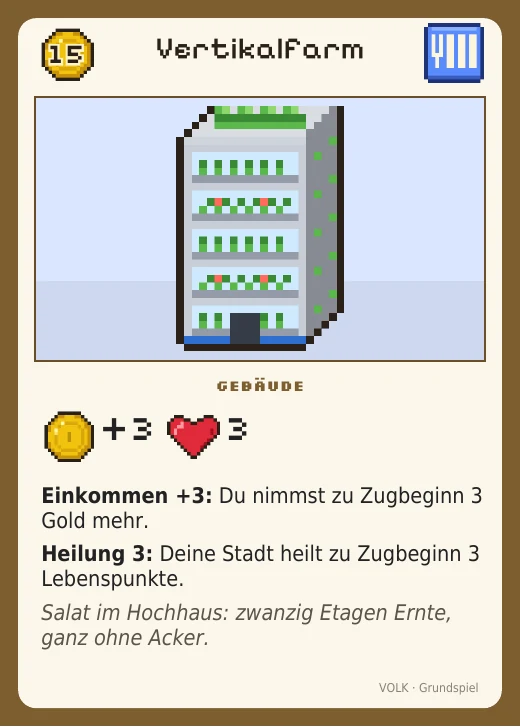 15
Vertikalfarm
GEBÄUDE
+3 3
Einkommen +3: Du nimmst zu Zugbeginn 3
Gold mehr.
Heilung 3: Deine Stadt heilt zu Zugbeginn 3
Lebenspunkte.
Salat im Hochhaus: zwanzig Etagen Ernte,
ganz ohne Acker.
VOLK · Grundspiel